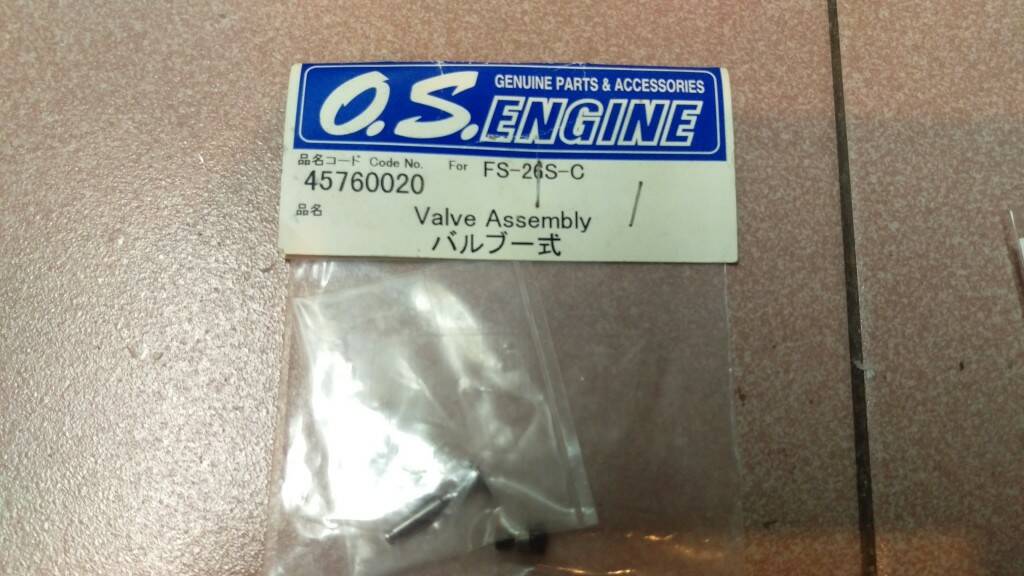 GENUINE PARTS & ACCESSORIES
O.S. ENGINE
品名コード Code No. For FS-26S-C
45760020
品名 Valve Assembly
バルブ一式